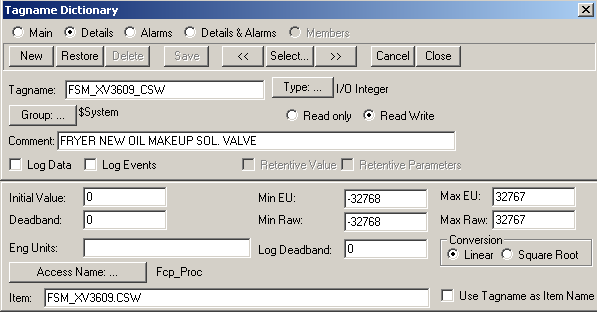 Tagname Dictionary
Main Details Alarms Details & Alarms Members
New Restore Delete Save << Select... >> Cancel Close
Tagname: FSM_XV3609_CSW Type: ... I/O Integer
Group: ... $System Read only Read Write
Comment: FRYER NEW OIL MAKEUP SOL. VALVE
Log Data Log Events Retentive Value Retentive Parameters
Initial Value: 0 Min EU: -32768 Max EU: 32767
Deadband: 0 Min Raw: -32768 Max Raw: 32767
Eng Units: Log Deadband: 0 Conversion
Linear Square Root
Access Name: ... Fcp_Proc
Item: FSM_XV3609.CSW Use Tagname as Item Name